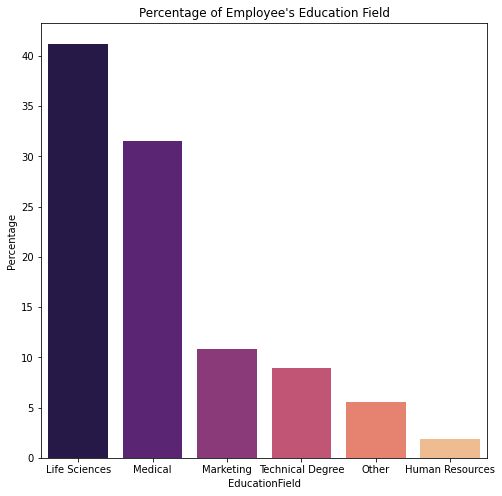 Percentage of Employee's Education Field
Percentage
40
35
30
25
20
15
10
5
0
Life Sciences Medical Marketing Technical Degree Other Human Resources
EducationField